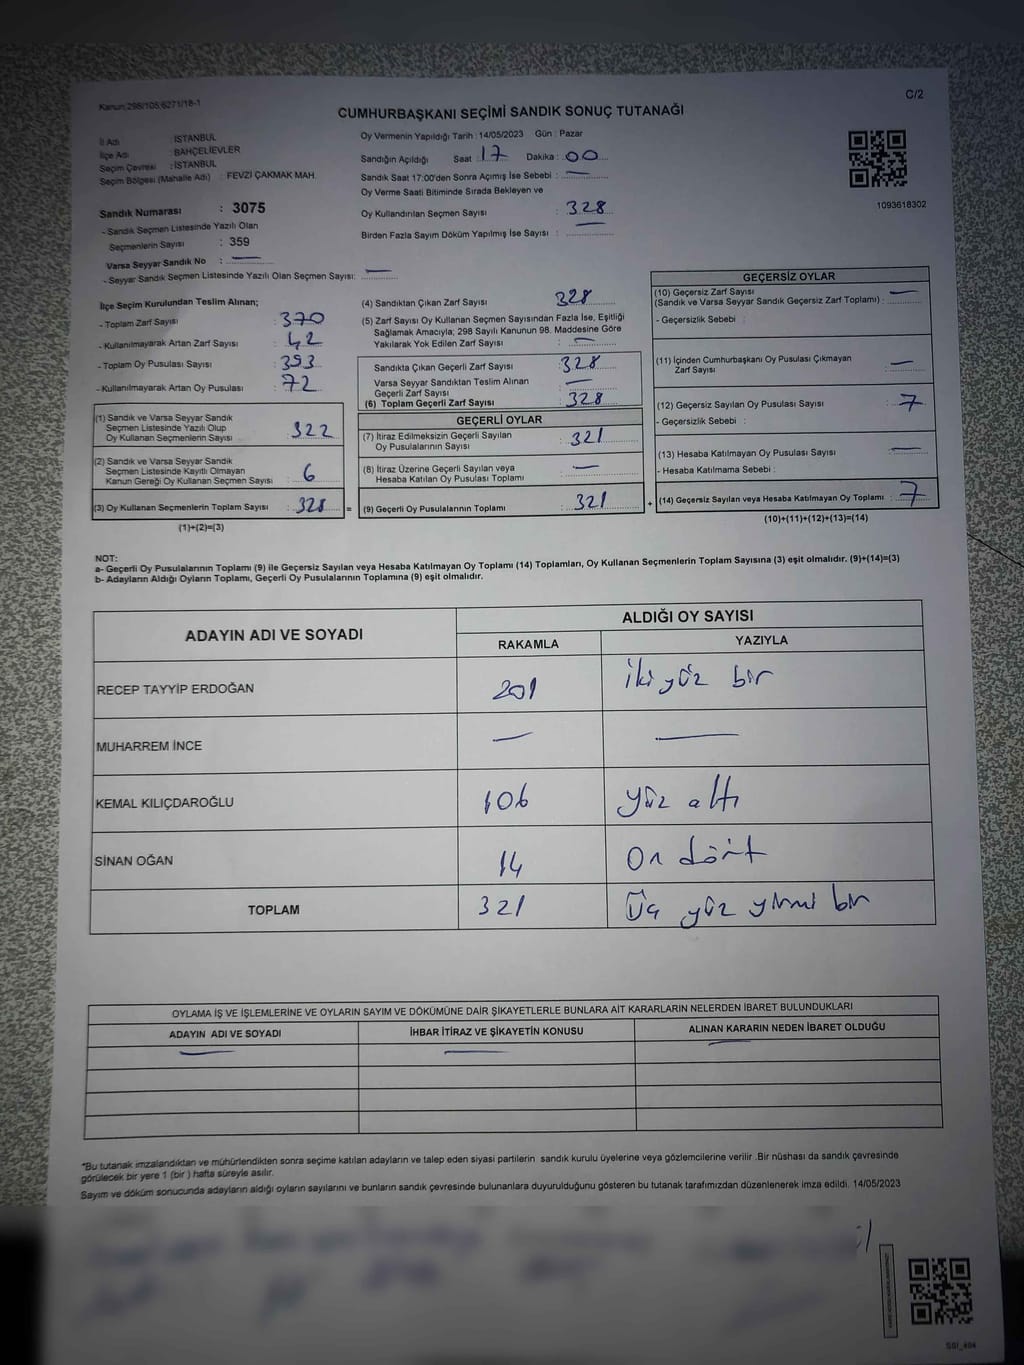 Kanun:298/105;6271/18-1
C/2
CUMHURBAŞKANI SEÇİMİ SANDIK SONUÇ TUTANAĞI
İl Adı : İSTANBUL
İlçe Adı : BAHÇELİEVLER
Seçim Çevresi : İSTANBUL
Seçim Bölgesi (Mahalle Adı) : FEVZİ ÇAKMAK MAH.
Sandık Numarası : 3075
- Sandık Seçmen Listesinde Yazılı Olan
Seçmenlerin Sayısı : 359
Varsa Seyyar Sandık No : —
- Seyyar Sandık Seçmen Listesinde Yazılı Olan Seçmen Sayısı: —
Oy Vermenin Yapıldığı Tarih : 14/05/2023 Gün : Pazar
Sandığın Açıldığı Saat : 17 Dakika : 00
Sandık Saat 17:00'den Sonra Açımış İse Sebebi : —
Oy Verme Saati Bitiminde Sırada Bekleyen ve
Oy Kullandırılan Seçmen Sayısı : 328
Birden Fazla Sayım Döküm Yapılmış İse Sayısı : —
1093618302
İlçe Seçim Kurulundan Teslim Alınan;
- Toplam Zarf Sayısı : 370
- Kullanılmayarak Artan Zarf Sayısı : 42
- Toplam Oy Pusulası Sayısı : 393
- Kullanılmayarak Artan Oy Pusulası : 72
(1) Sandık ve Varsa Seyyar Sandık
Seçmen Listesinde Yazılı Olup
Oy Kullanan Seçmenlerin Sayısı : 322
(2) Sandık ve Varsa Seyyar Sandık
Seçmen Listesinde Kayıtlı Olmayan
Kanun Gereği Oy Kullanan Seçmen Sayısı : 6
(3) Oy Kullanan Seçmenlerin Toplam Sayısı : 328 =
(1)+(2)=(3)
(4) Sandıktan Çıkan Zarf Sayısı : 328
(5) Zarf Sayısı Oy Kullanan Seçmen Sayısından Fazla İse, Eşitliği
Sağlamak Amacıyla; 298 Sayılı Kanunun 98. Maddesine Göre
Yakılarak Yok Edilen Zarf Sayısı : —
Sandıkta Çıkan Geçerli Zarf Sayısı : 328
Varsa Seyyar Sandıktan Teslim Alınan
Geçerli Zarf Sayısı : —
(6) Toplam Geçerli Zarf Sayısı : 328
GEÇERLİ OYLAR
(7) İtiraz Edilmeksizin Geçerli Sayılan
Oy Pusulalarının Sayısı : 321
(8) İtiraz Üzerine Geçerli Sayılan veya
Hesaba Katılan Oy Pusulası Toplamı : —
(9) Geçerli Oy Pusulalarının Toplamı : 321 +
GEÇERSİZ OYLAR
(10) Geçersiz Zarf Sayısı
(Sandık ve Varsa Seyyar Sandık Geçersiz Zarf Toplamı) : —
- Geçersizlik Sebebi :
(11) İçinden Cumhurbaşkanı Oy Pusulası Çıkmayan
Zarf Sayısı : —
(12) Geçersiz Sayılan Oy Pusulası Sayısı : 7
- Geçersizlik Sebebi :
(13) Hesaba Katılmayan Oy Pusulası Sayısı : —
- Hesaba Katılmama Sebebi :
(14) Geçersiz Sayılan veya Hesaba Katılmayan Oy Toplamı : 7
(10)+(11)+(12)+(13)=(14)
NOT:
a- Geçerli Oy Pusulalarının Toplamı (9) ile Geçersiz Sayılan veya Hesaba Katılmayan Oy Toplamı (14) Toplamları, Oy Kullanan Seçmenlerin Toplam Sayısına (3) eşit olmalıdır. (9)+(14)=(3)
b- Adayların Aldığı Oyların Toplamı, Geçerli Oy Pusulalarının Toplamına (9) eşit olmalıdır.
ADAYIN ADI VE SOYADI
ALDIĞI OY SAYISI
RAKAMLA YAZIYLA
RECEP TAYYİP ERDOĞAN 201 iki yüz bir
MUHARREM İNCE — —
KEMAL KILIÇDAROĞLU 106 yüz altı
SİNAN OĞAN 14 On dört
TOPLAM 321 Üç yüz yirmi bir
OYLAMA İŞ VE İŞLEMLERİNE VE OYLARIN SAYIM VE DÖKÜMÜNE DAİR ŞİKAYETLERLE BUNLARA AİT KARARLARIN NELERDEN İBARET BULUNDUKLARI
ADAYIN ADI VE SOYADI İHBAR İTİRAZ VE ŞİKAYETİN KONUSU ALINAN KARARIN NEDEN İBARET OLDUĞU
— — —
*Bu tutanak imzalandıktan ve mühürlendikten sonra seçime katılan adayların ve talep eden siyasi partilerin sandık kurulu üyelerine veya gözlemcilerine verilir .Bir nüshası da sandık çevresinde
görülecek bir yere 1 (bir ) hafta süreyle asılır.
Sayım ve döküm sonucunda adayların aldığı oyların sayılarını ve bunların sandık çevresinde bulunanlara duyurulduğunu gösteren bu tutanak tarafımızdan düzenlenerek imza edildi. 14/05/2023